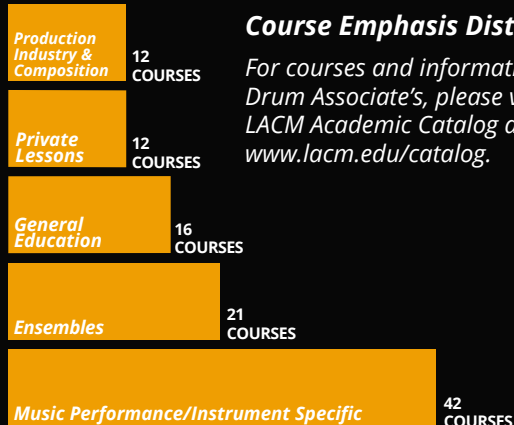 Production
Industry &
Composition
12
COURSES
Course Emphasis Dist
For courses and informati
Drum Associate's, please v
LACM Academic Catalog a
www.lacm.edu/catalog.
Private
Lessons
12
COURSES
General
Education
16
COURSES
Ensembles
21
COURSES
Music Performance/Instrument Specific
42
COURSES